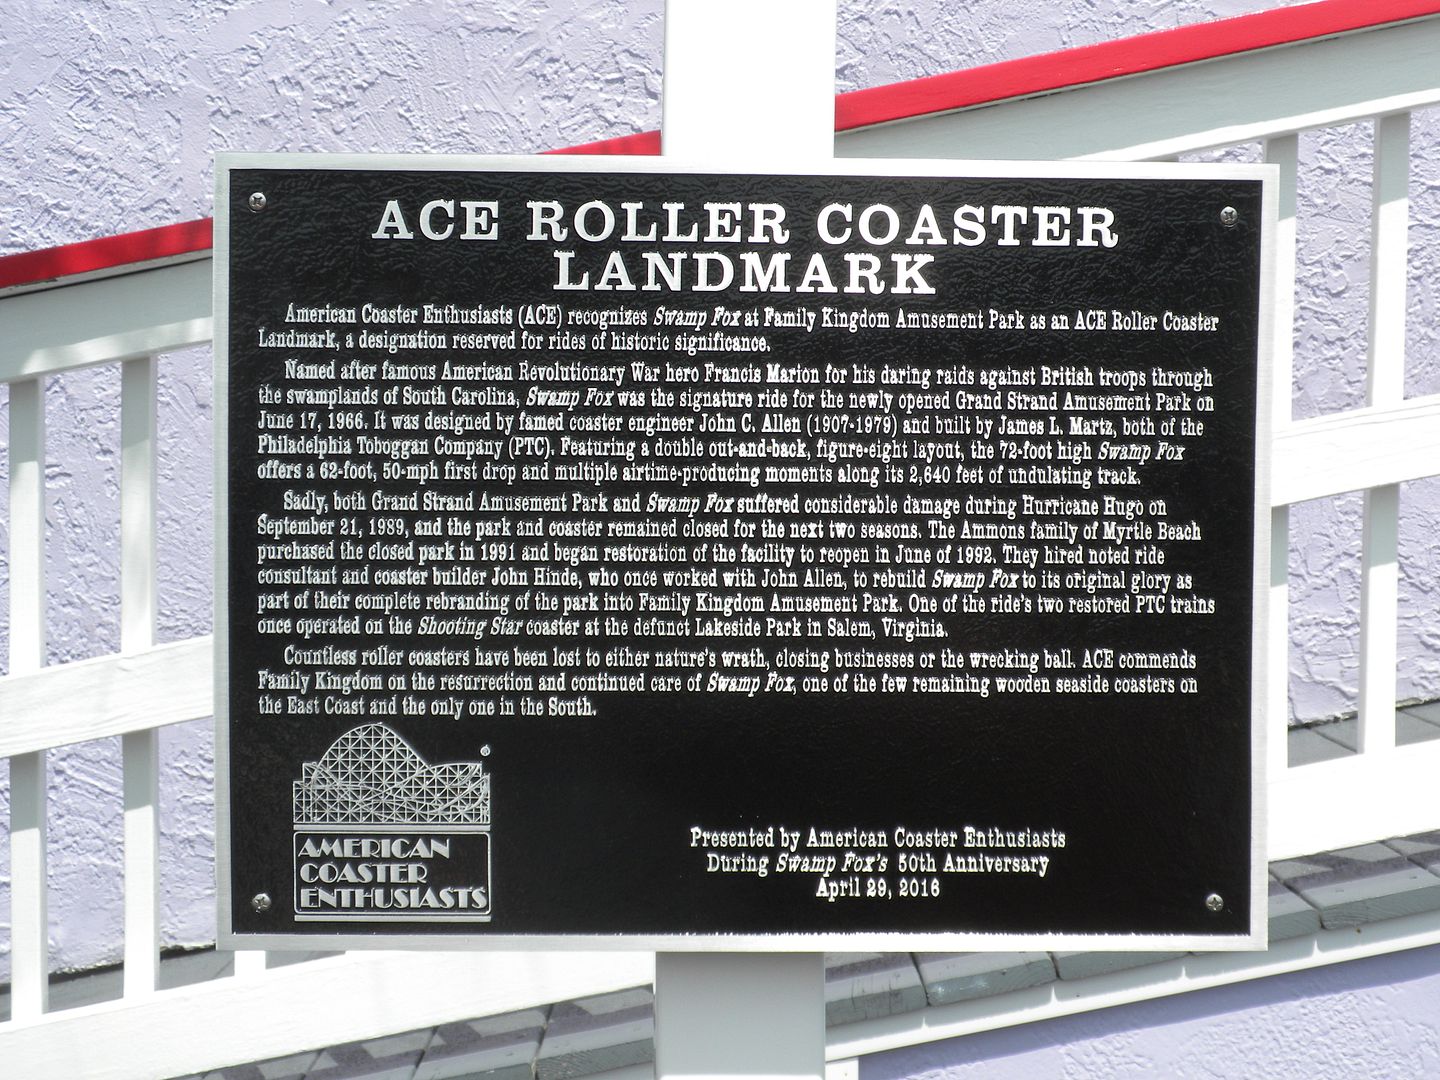 ACE ROLLER COASTER
LANDMARK
American Coaster Enthusiasts (ACE) recognizes Swamp Fox at Family Kingdom Amusement Park as an ACE Roller Coaster
Landmark, a designation reserved for rides of historic significance.
Named after famous American Revolutionary War hero Francis Marion for his daring raids against British troops through
the swamplands of South Carolina, Swamp Fox was the signature ride for the newly opened Grand Strand Amusement Park on
June 17, 1966. It was designed by famed coaster engineer John C. Allen (1907-1979) and built by James L. Martz, both of the
Philadelphia Toboggan Company (PTC). Featuring a double out-and-back, figure-eight layout, the 72-foot high Swamp Fox
offers a 62-foot, 50-mph first drop and multiple airtime-producing moments along its 2,640 feet of undulating track.
Sadly, both Grand Strand Amusement Park and Swamp Fox suffered considerable damage during Hurricane Hugo on
September 21, 1989, and the park and coaster remained closed for the next two seasons. The Ammons family of Myrtle Beach
purchased the closed park in 1991 and began restoration of the facility to reopen in June of 1992. They hired noted ride
consultant and coaster builder John Hinde, who once worked with John Allen, to rebuild Swamp Fox to its original glory as
part of their complete rebranding of the park into Family Kingdom Amusement Park. One of the ride's two restored PTC trains
once operated on the Shooting Star coaster at the defunct Lakeside Park in Salem, Virginia.
Countless roller coasters have been lost to either nature's wrath, closing businesses or the wrecking ball. ACE commends
Family Kingdom on the resurrection and continued care of Swamp Fox, one of the few remaining wooden seaside coasters on
the East Coast and the only one in the South.
AMERICAN
COASTER
ENTHUSIASTS
Presented by American Coaster Enthusiasts
During Swamp Fox's 50th Anniversary
April 29, 2016